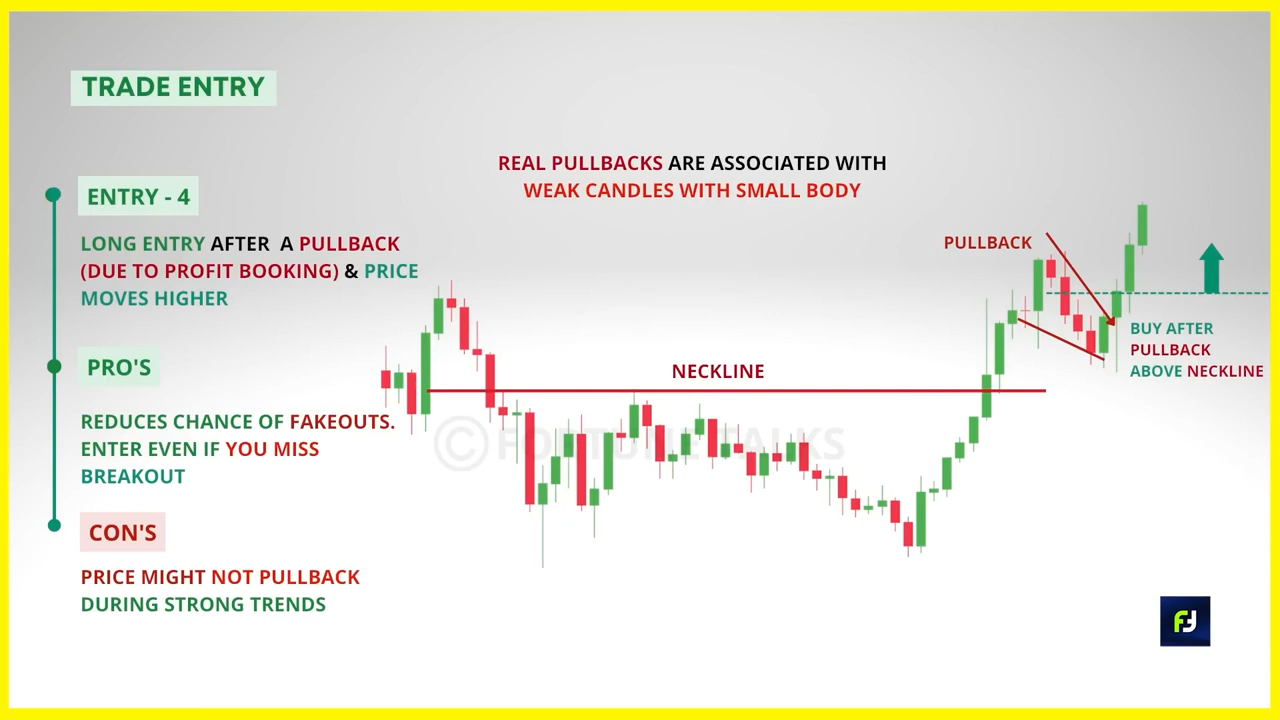 TRADE ENTRY
REAL PULLBACKS ARE ASSOCIATED WITH
WEAK CANDLES WITH SMALL BODY
ENTRY - 4
LONG ENTRY AFTER A PULLBACK
(DUE TO PROFIT BOOKING) & PRICE
MOVES HIGHER
PRO'S
REDUCES CHANCE OF FAKEOUTS.
ENTER EVEN IF YOU MISS
BREAKOUT
CON'S
PRICE MIGHT NOT PULLBACK
DURING STRONG TRENDS
PULLBACK
BUY AFTER
PULLBACK
ABOVE NECKLINE
NECKLINE
© FORTUNE TALKS